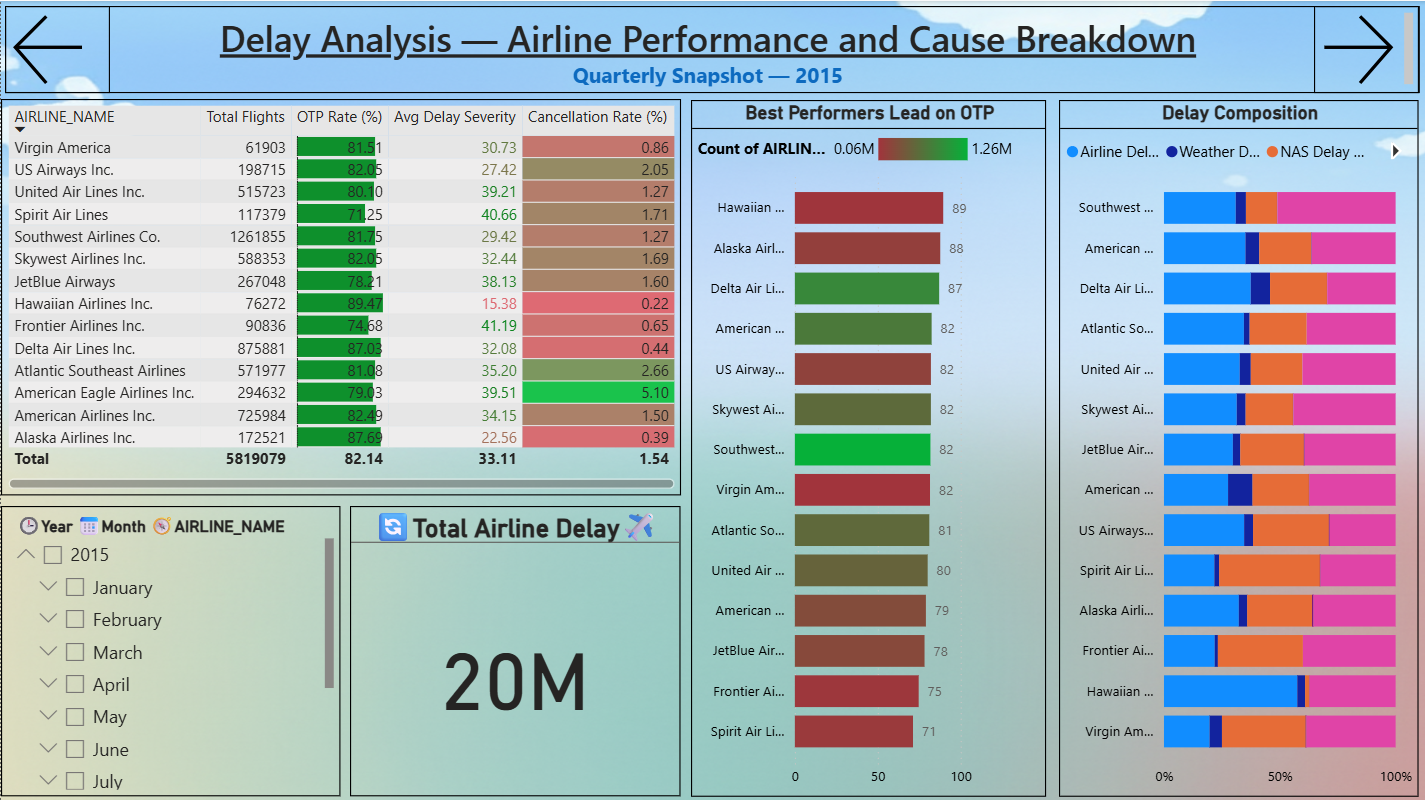 Delay Analysis — Airline Performance and Cause Breakdown
Quarterly Snapshot — 2015
AIRLINE_NAME Total Flights OTP Rate (%) Avg Delay Severity Cancellation Rate (%)
Virgin America 61903 81.51 30.73 0.86
US Airways Inc. 198715 82.05 27.42 2.05
United Air Lines Inc. 515723 80.10 39.21 1.27
Spirit Air Lines 117379 71.25 40.66 1.71
Southwest Airlines Co. 1261855 81.75 29.42 1.27
Skywest Airlines Inc. 588353 82.05 32.44 1.69
JetBlue Airways 267048 78.21 38.13 1.60
Hawaiian Airlines Inc. 76272 89.47 15.38 0.22
Frontier Airlines Inc. 90836 74.68 41.19 0.65
Delta Air Lines Inc. 875881 87.03 32.08 0.44
Atlantic Southeast Airlines 571977 81.08 35.20 2.66
American Eagle Airlines Inc. 294632 79.03 39.51 5.10
American Airlines Inc. 725984 82.49 34.15 1.50
Alaska Airlines Inc. 172521 87.69 22.56 0.39
Total 5819079 82.14 33.11 1.54
Year Month AIRLINE_NAME
2015
January
February
March
April
May
June
July
Total Airline Delay
20M
Best Performers Lead on OTP
Count of AIRLIN... 0.06M 1.26M
Hawaiian ... 89
Alaska Airl... 88
Delta Air Li... 87
American ... 82
US Airway... 82
Skywest Ai... 82
Southwest... 82
Virgin Am... 82
Atlantic So... 81
United Air ... 80
American ... 79
JetBlue Air... 78
Frontier Ai... 75
Spirit Air Li... 71
0 50 100
Delay Composition
Airline Del... Weather D... NAS Delay ...
Southwest ...
American ...
Delta Air Li...
Atlantic So...
United Air ...
Skywest Ai...
JetBlue Air...
American ...
US Airways...
Spirit Air Li...
Alaska Airli...
Frontier Ai...
Hawaiian ...
Virgin Am...
0% 50% 100%